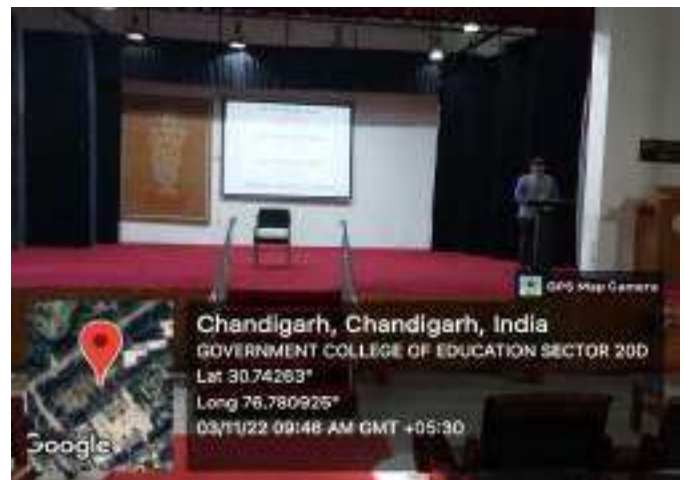 GPS Map Camera
Chandigarh, Chandigarh, India
GOVERNMENT COLLEGE OF EDUCATION SECTOR 20D
Lat 30.74263°
Long 76.780925°
03/11/22 09:46 AM GMT +05:30
Google